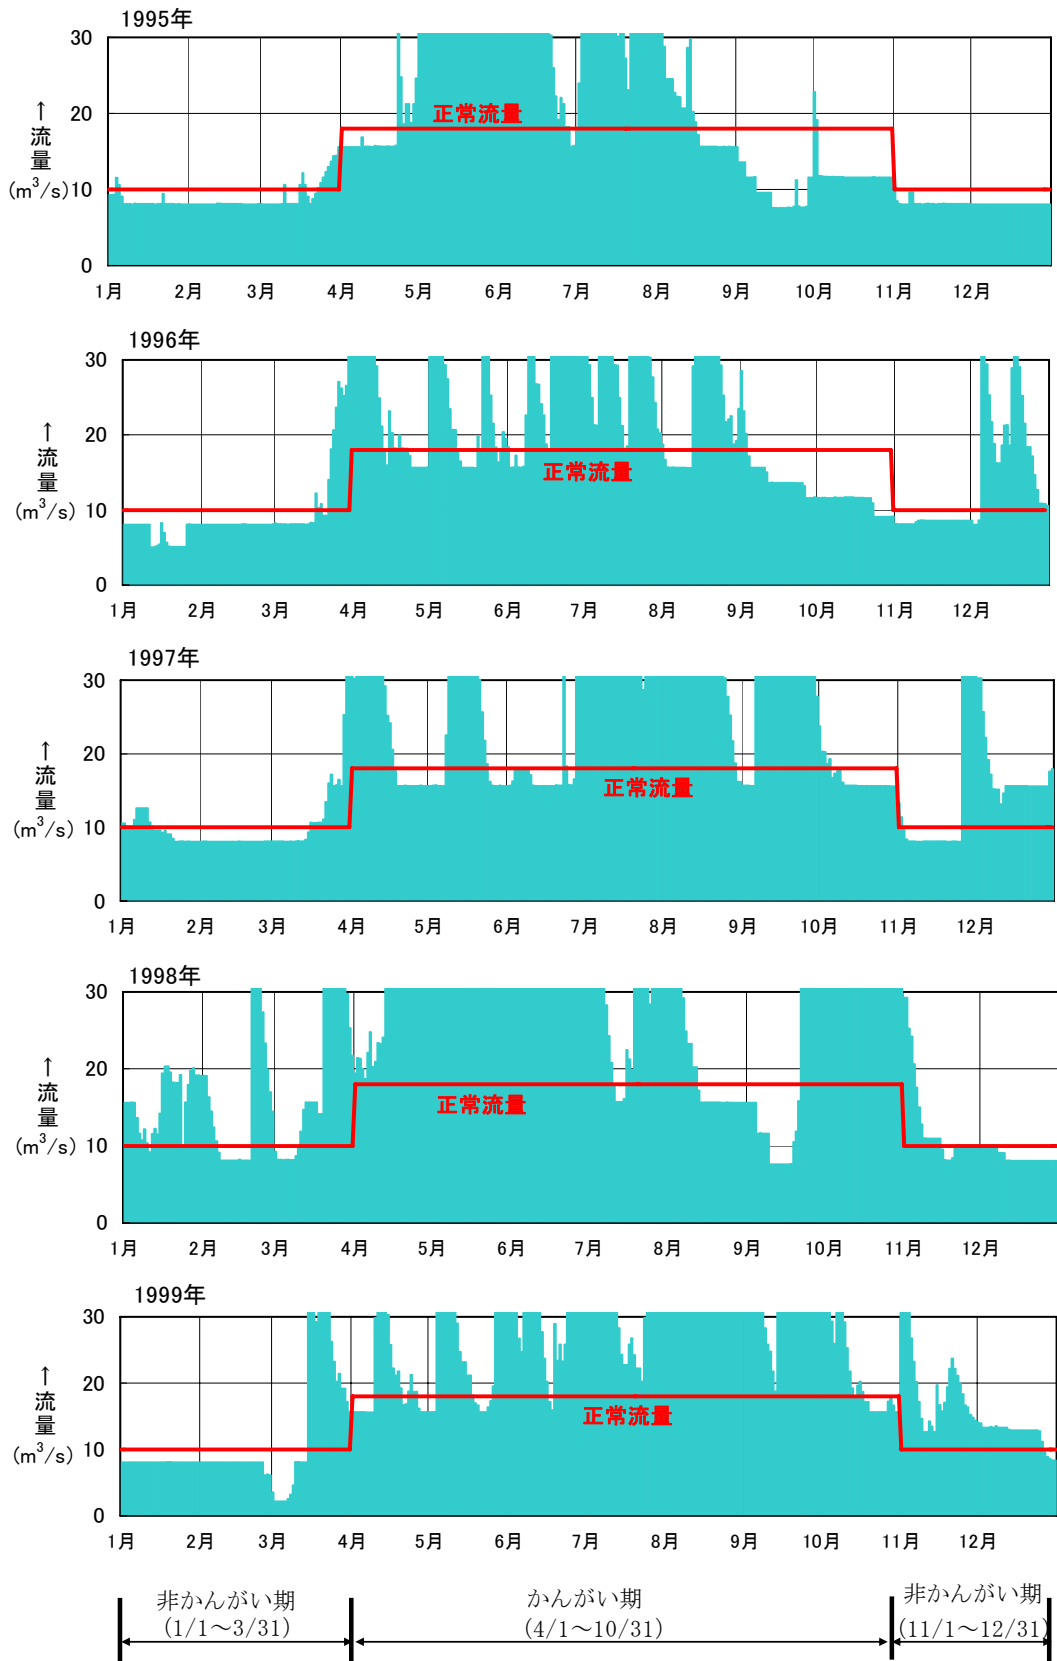 1995年
30
20
10
0
↑
流
量
(m³/s)
正常流量
1月 2月 3月 4月 5月 6月 7月 8月 9月 10月 11月 12月
1996年
30
20
10
0
↑
流
量
(m³/s)
正常流量
1月 2月 3月 4月 5月 6月 7月 8月 9月 10月 11月 12月
1997年
30
20
10
0
↑
流
量
(m³/s)
正常流量
1月 2月 3月 4月 5月 6月 7月 8月 9月 10月 11月 12月
1998年
30
20
10
0
↑
流
量
(m³/s)
正常流量
1月 2月 3月 4月 5月 6月 7月 8月 9月 10月 11月 12月
1999年
30
20
10
0
↑
流
量
(m³/s)
正常流量
1月 2月 3月 4月 5月 6月 7月 8月 9月 10月 11月 12月
非かんがい期
(1/1～3/31)
かんがい期
(4/1～10/31)
非かんがい期
(11/1～12/31)